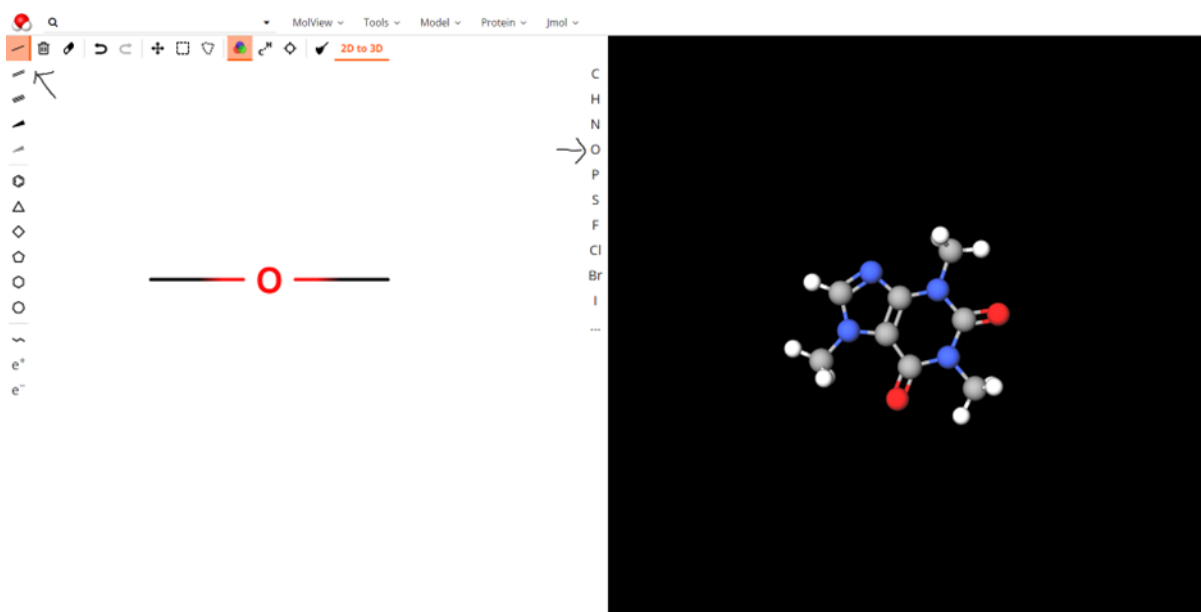 MolView Tools Model Protein Jmol
2D to 3D
C
H
N
O
P
S
F
Cl
Br
I
...
O
e+
e-